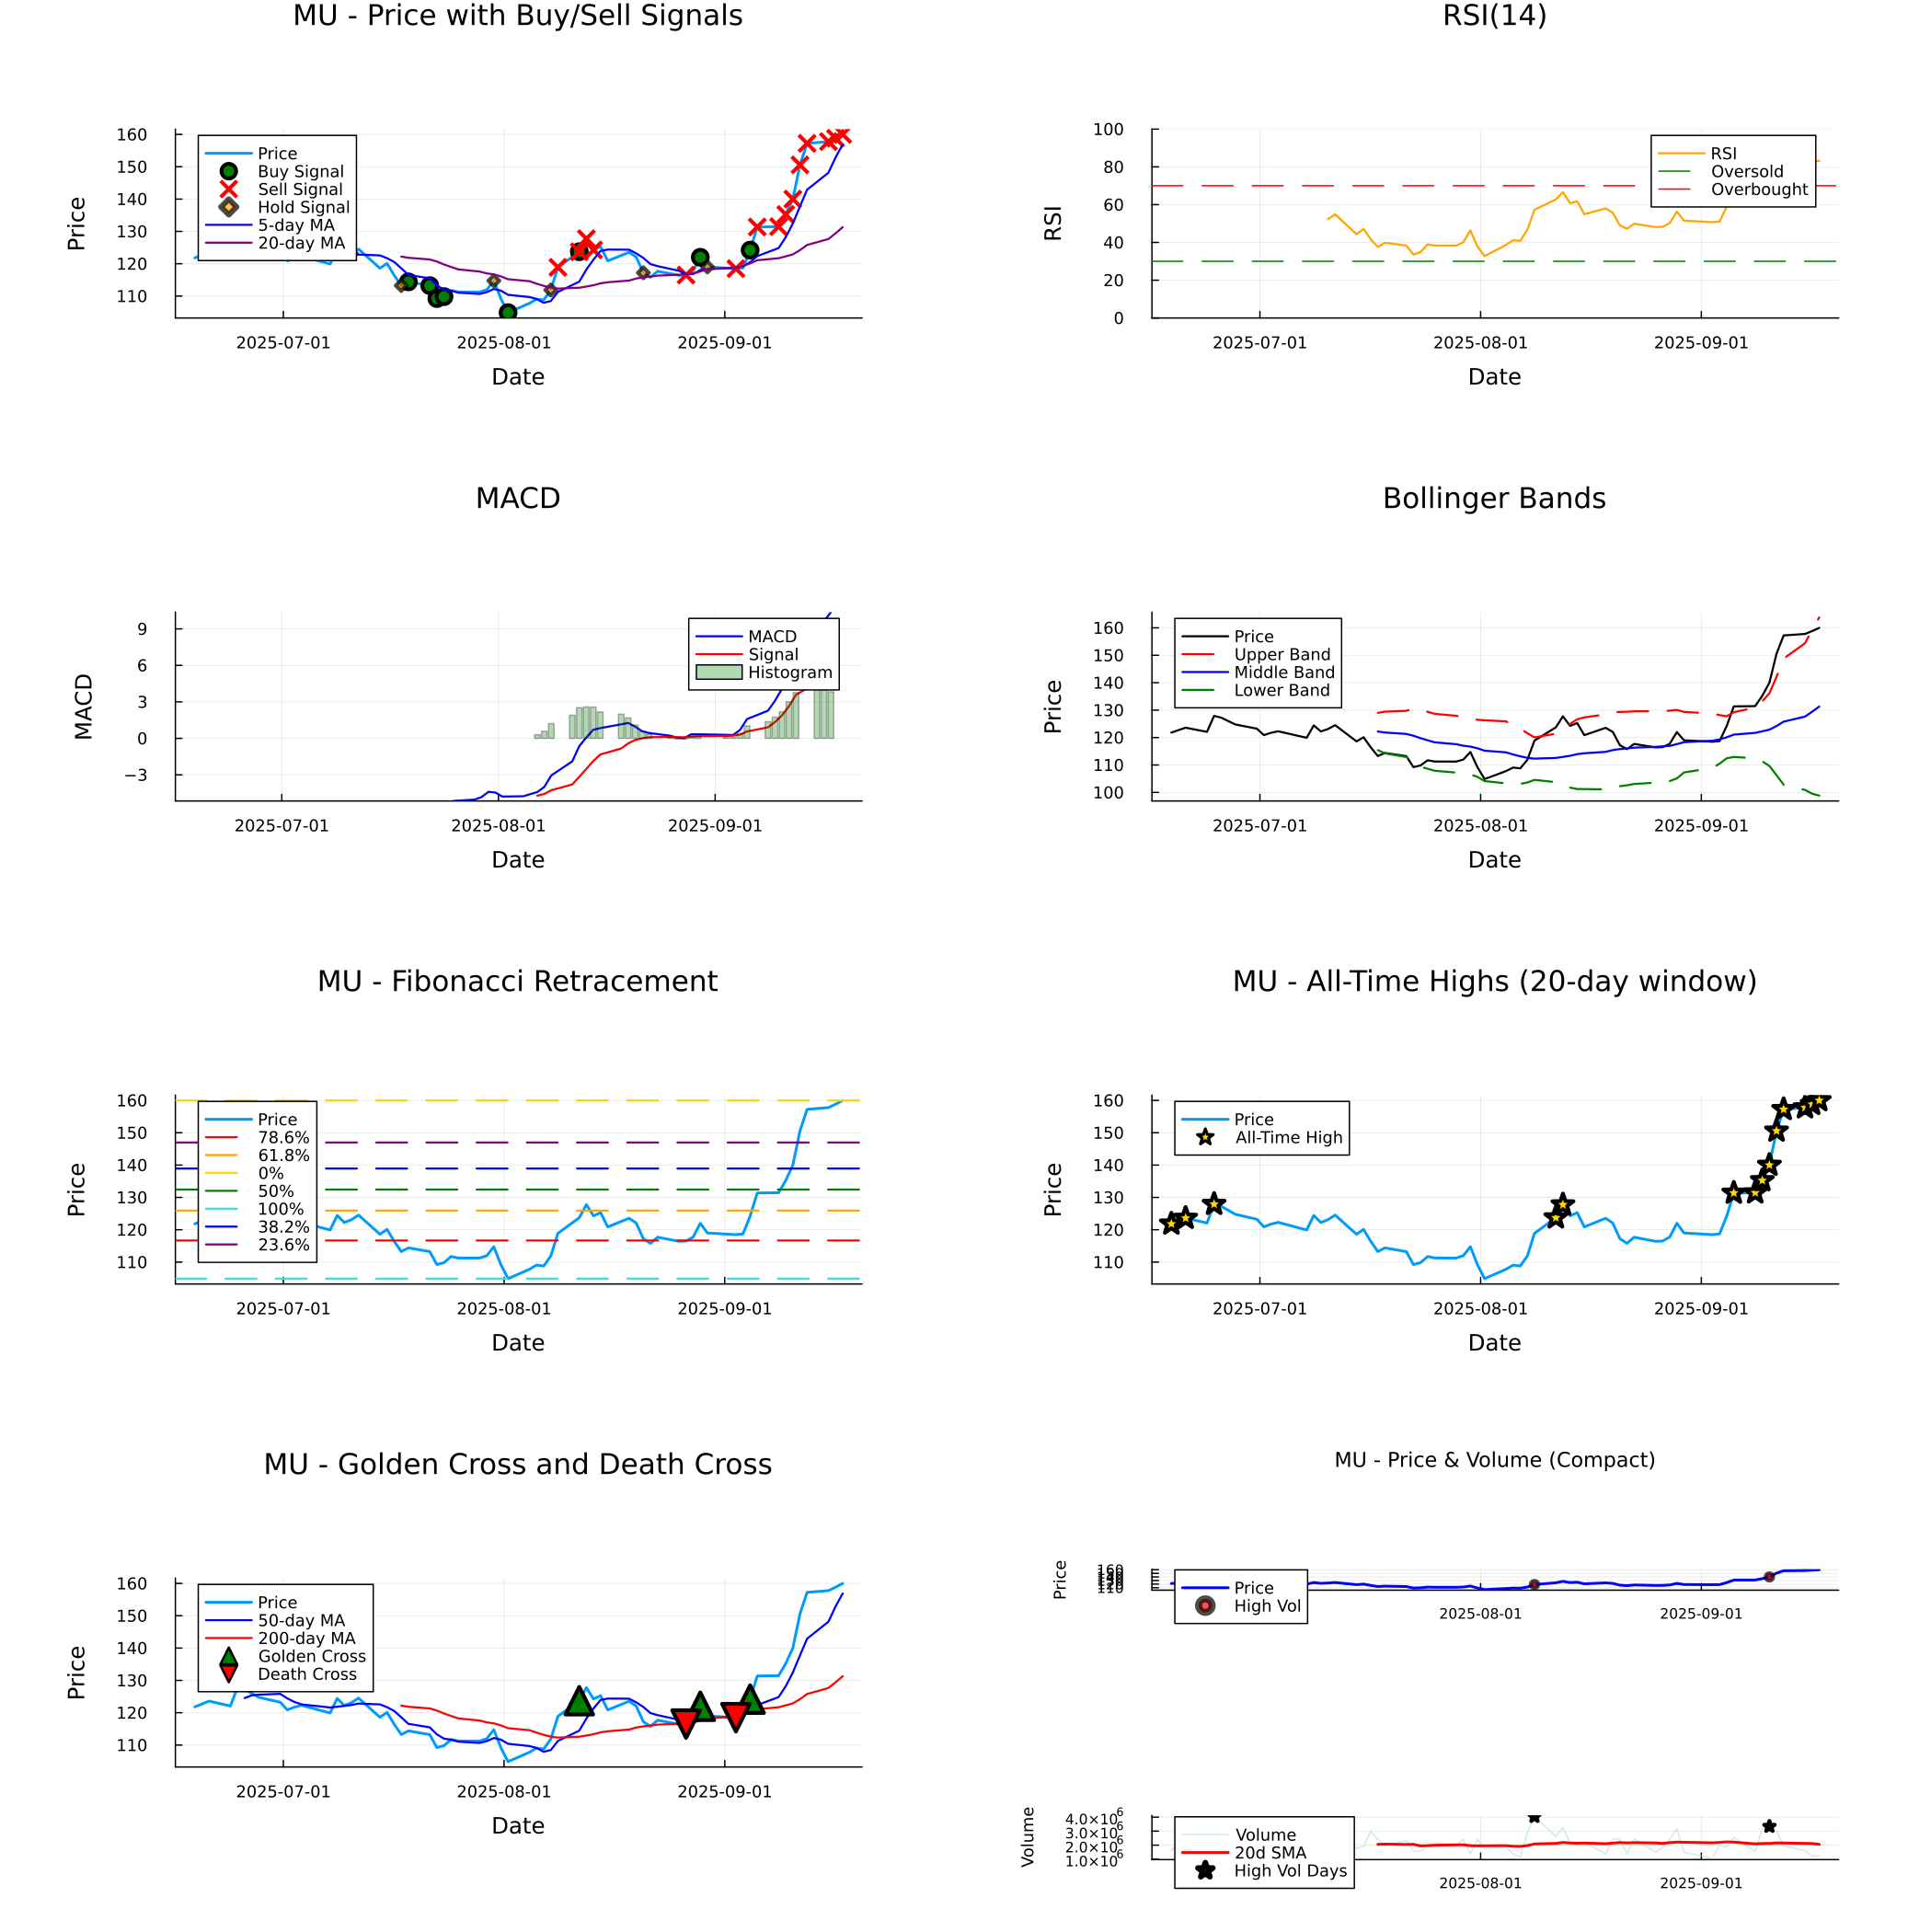 MU - Price with Buy/Sell Signals
Price
160
150
140
130
120
110
Price
Buy Signal
Sell Signal
Hold Signal
5-day MA
20-day MA
2025-07-01
2025-08-01
2025-09-01
Date
RSI(14)
RSI
100
80
60
40
20
0
RSI
Oversold
Overbought
2025-07-01
2025-08-01
2025-09-01
Date
MACD
MACD
9
6
3
0
−3
MACD
Signal
Histogram
2025-07-01
2025-08-01
2025-09-01
Date
Bollinger Bands
Price
160
150
140
130
120
110
100
Price
Upper Band
Middle Band
Lower Band
2025-07-01
2025-08-01
2025-09-01
Date
MU - Fibonacci Retracement
Price
160
150
140
130
120
110
Price
78.6%
61.8%
0%
50%
100%
38.2%
23.6%
2025-07-01
2025-08-01
2025-09-01
Date
MU - All-Time Highs (20-day window)
Price
160
150
140
130
120
110
Price
All-Time High
2025-07-01
2025-08-01
2025-09-01
Date
MU - Golden Cross and Death Cross
Price
160
150
140
130
120
110
Price
50-day MA
200-day MA
Golden Cross
Death Cross
2025-07-01
2025-08-01
2025-09-01
Date
MU - Price & Volume (Compact)
Price
160
110
Price
High Vol
2025-08-01
2025-09-01
Volume
4.0×10⁶
3.0×10⁶
2.0×10⁶
1.0×10⁶
Volume
20d SMA
High Vol Days
2025-08-01
2025-09-01